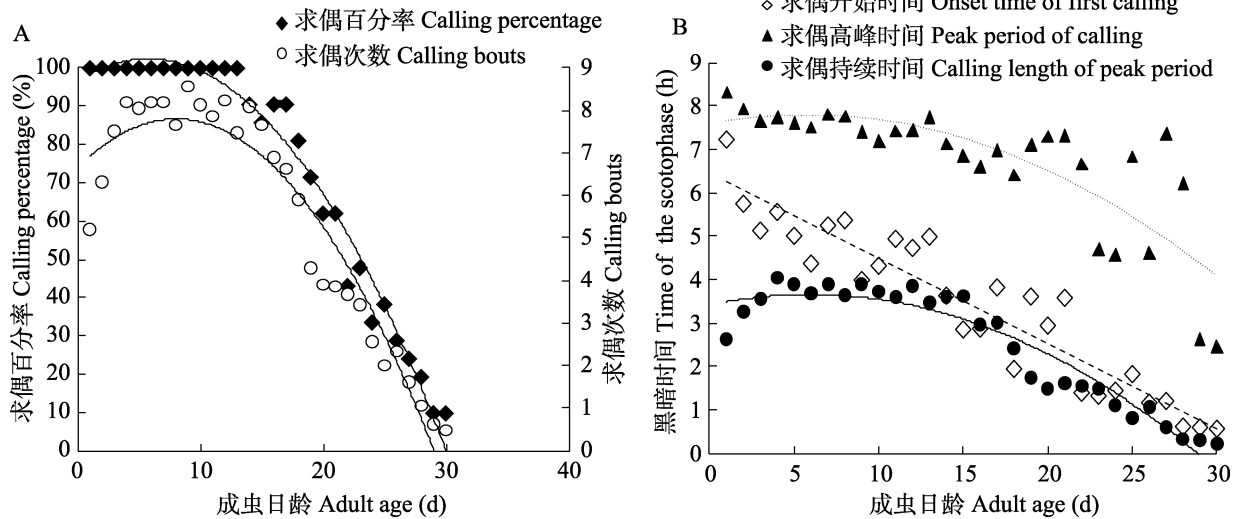 A
◆ 求偶百分率 Calling percentage
○ 求偶次数 Calling bouts
求偶百分率 Calling percentage (%)
100
90
80
70
60
50
40
30
20
10
0
9
8
7
6
5
4
3
2
1
0
求偶次数 Calling bouts
0 10 20 30 40
成虫日龄 Adult age (d)
B
◇ 求偶开始时间 Onset time of first calling
▲ 求偶高峰时间 Peak period of calling
● 求偶持续时间 Calling length of peak period
黑暗时间 Time of the scotophase (h)
9
8
7
6
5
4
3
2
1
0
0 5 10 15 20 25 30
成虫日龄 Adult age (d)